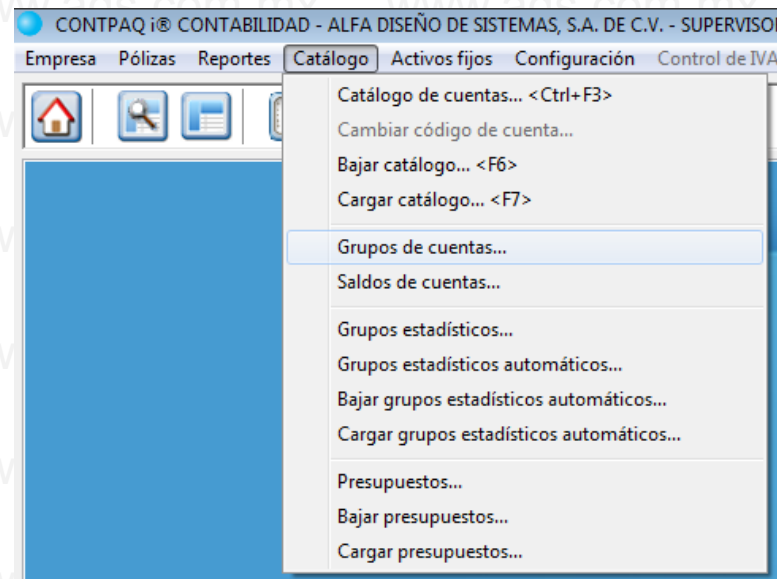 CONTPAQ i® CONTABILIDAD - ALFA DISEÑO DE SISTEMAS, S.A. DE C.V. - SUPERVISOR
Empresa Pólizas Reportes Catálogo Activos fijos Configuración Control de IVA
Catálogo de cuentas... <Ctrl+F3>
Cambiar código de cuenta...
Bajar catálogo... <F6>
Cargar catálogo... <F7>
Grupos de cuentas...
Saldos de cuentas...
Grupos estadísticos...
Grupos estadísticos automáticos...
Bajar grupos estadísticos automáticos...
Cargar grupos estadísticos automáticos...
Presupuestos...
Bajar presupuestos...
Cargar presupuestos...